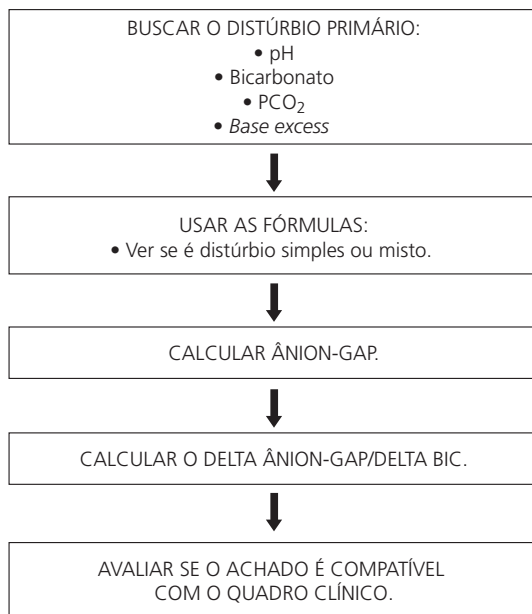 BUSCAR O DISTÚRBIO PRIMÁRIO:
• pH
• Bicarbonato
• PCO2
• Base excess
USAR AS FÓRMULAS:
• Ver se é distúrbio simples ou misto.
CALCULAR ÂNION-GAP.
CALCULAR O DELTA ÂNION-GAP/DELTA BIC.
AVALIAR SE O ACHADO É COMPATÍVEL
COM O QUADRO CLÍNICO.